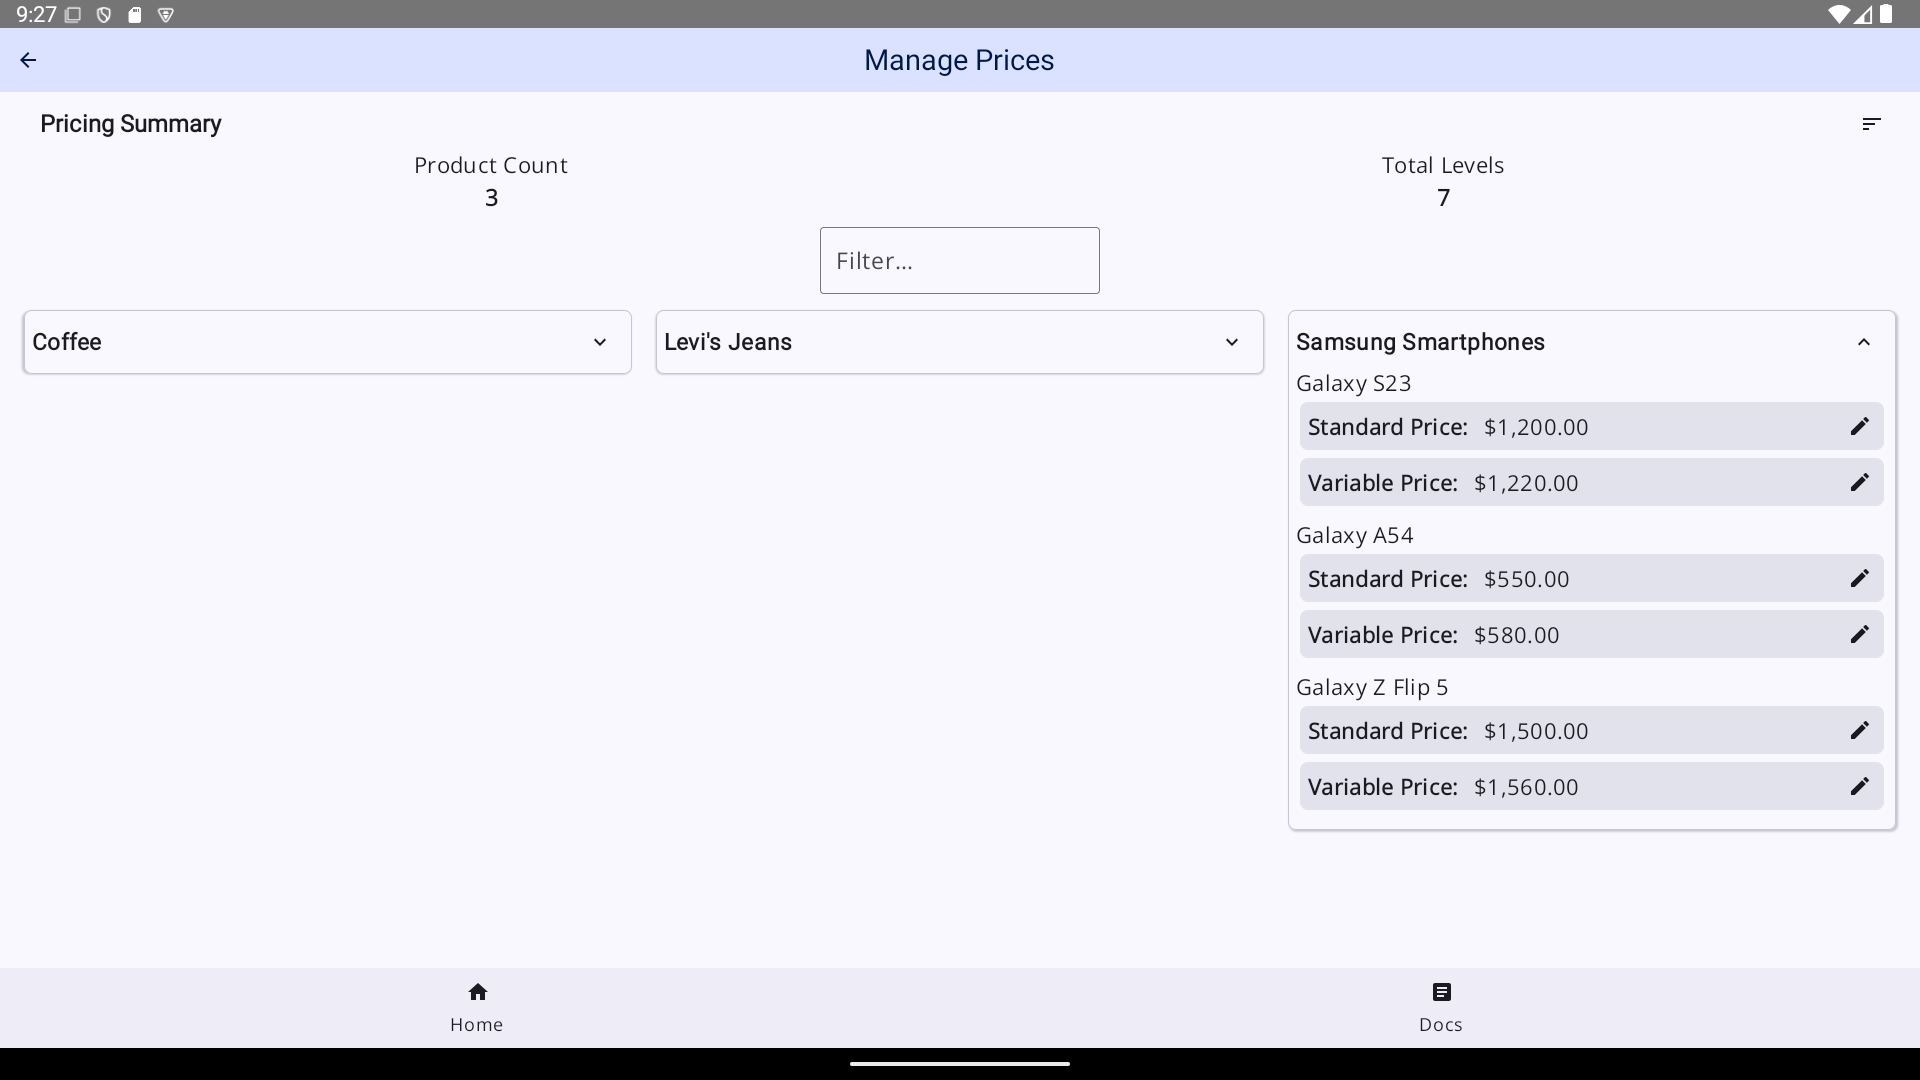 9:27
Manage Prices
Pricing Summary
Product Count
3
Total Levels
7
Filter...
Coffee
Levi's Jeans
Samsung Smartphones
Galaxy S23
Standard Price: $1,200.00
Variable Price: $1,220.00
Galaxy A54
Standard Price: $550.00
Variable Price: $580.00
Galaxy Z Flip 5
Standard Price: $1,500.00
Variable Price: $1,560.00
Home
Docs